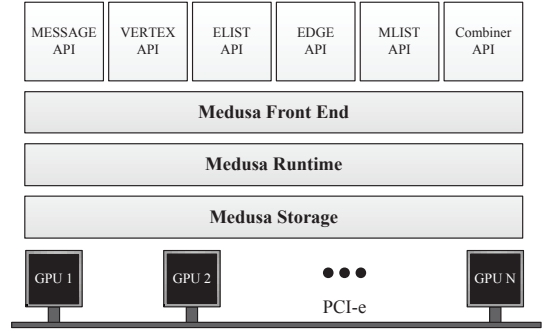 MESSAGE API
VERTEX API
ELIST API
EDGE API
MLIST API
Combiner API
Medusa Front End
Medusa Runtime
Medusa Storage
GPU 1
GPU 2
GPU N
PCI-e